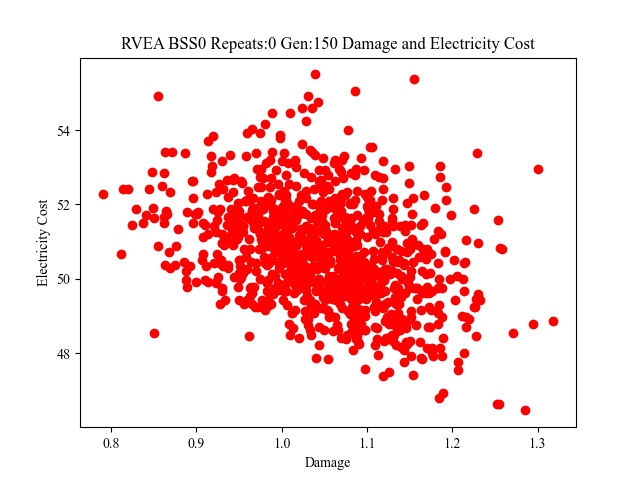 RVEA BSS0 Repeats:0 Gen:150 Damage and Electricity Cost
54
52
50
48
Electricity Cost
0.8 0.9 1.0 1.1 1.2 1.3
Damage